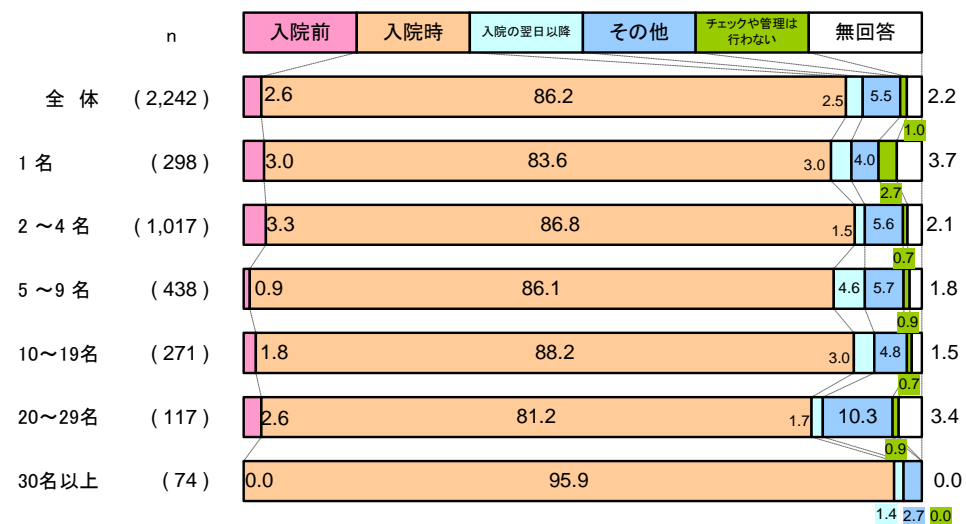 n 入院前 入院時 入院の翌日以降 その他 チェックや管理は 無回答
行わない
全 体 ( 2,242 ) 2.6 86.2 2.5 5.5 2.2
1.0
1 名 ( 298 ) 3.0 83.6 3.0 4.0 3.7
2.7
2 ～4 名 ( 1,017 ) 3.3 86.8 1.5 5.6 2.1
0.7
5 ～9 名 ( 438 ) 0.9 86.1 4.6 5.7 1.8
0.9
10～19名 ( 271 ) 1.8 88.2 3.0 4.8 1.5
0.7
20～29名 ( 117 ) 2.6 81.2 1.7 10.3 3.4
0.9
30名以上 ( 74 ) 0.0 95.9 0.0
1.4 2.7 0.0